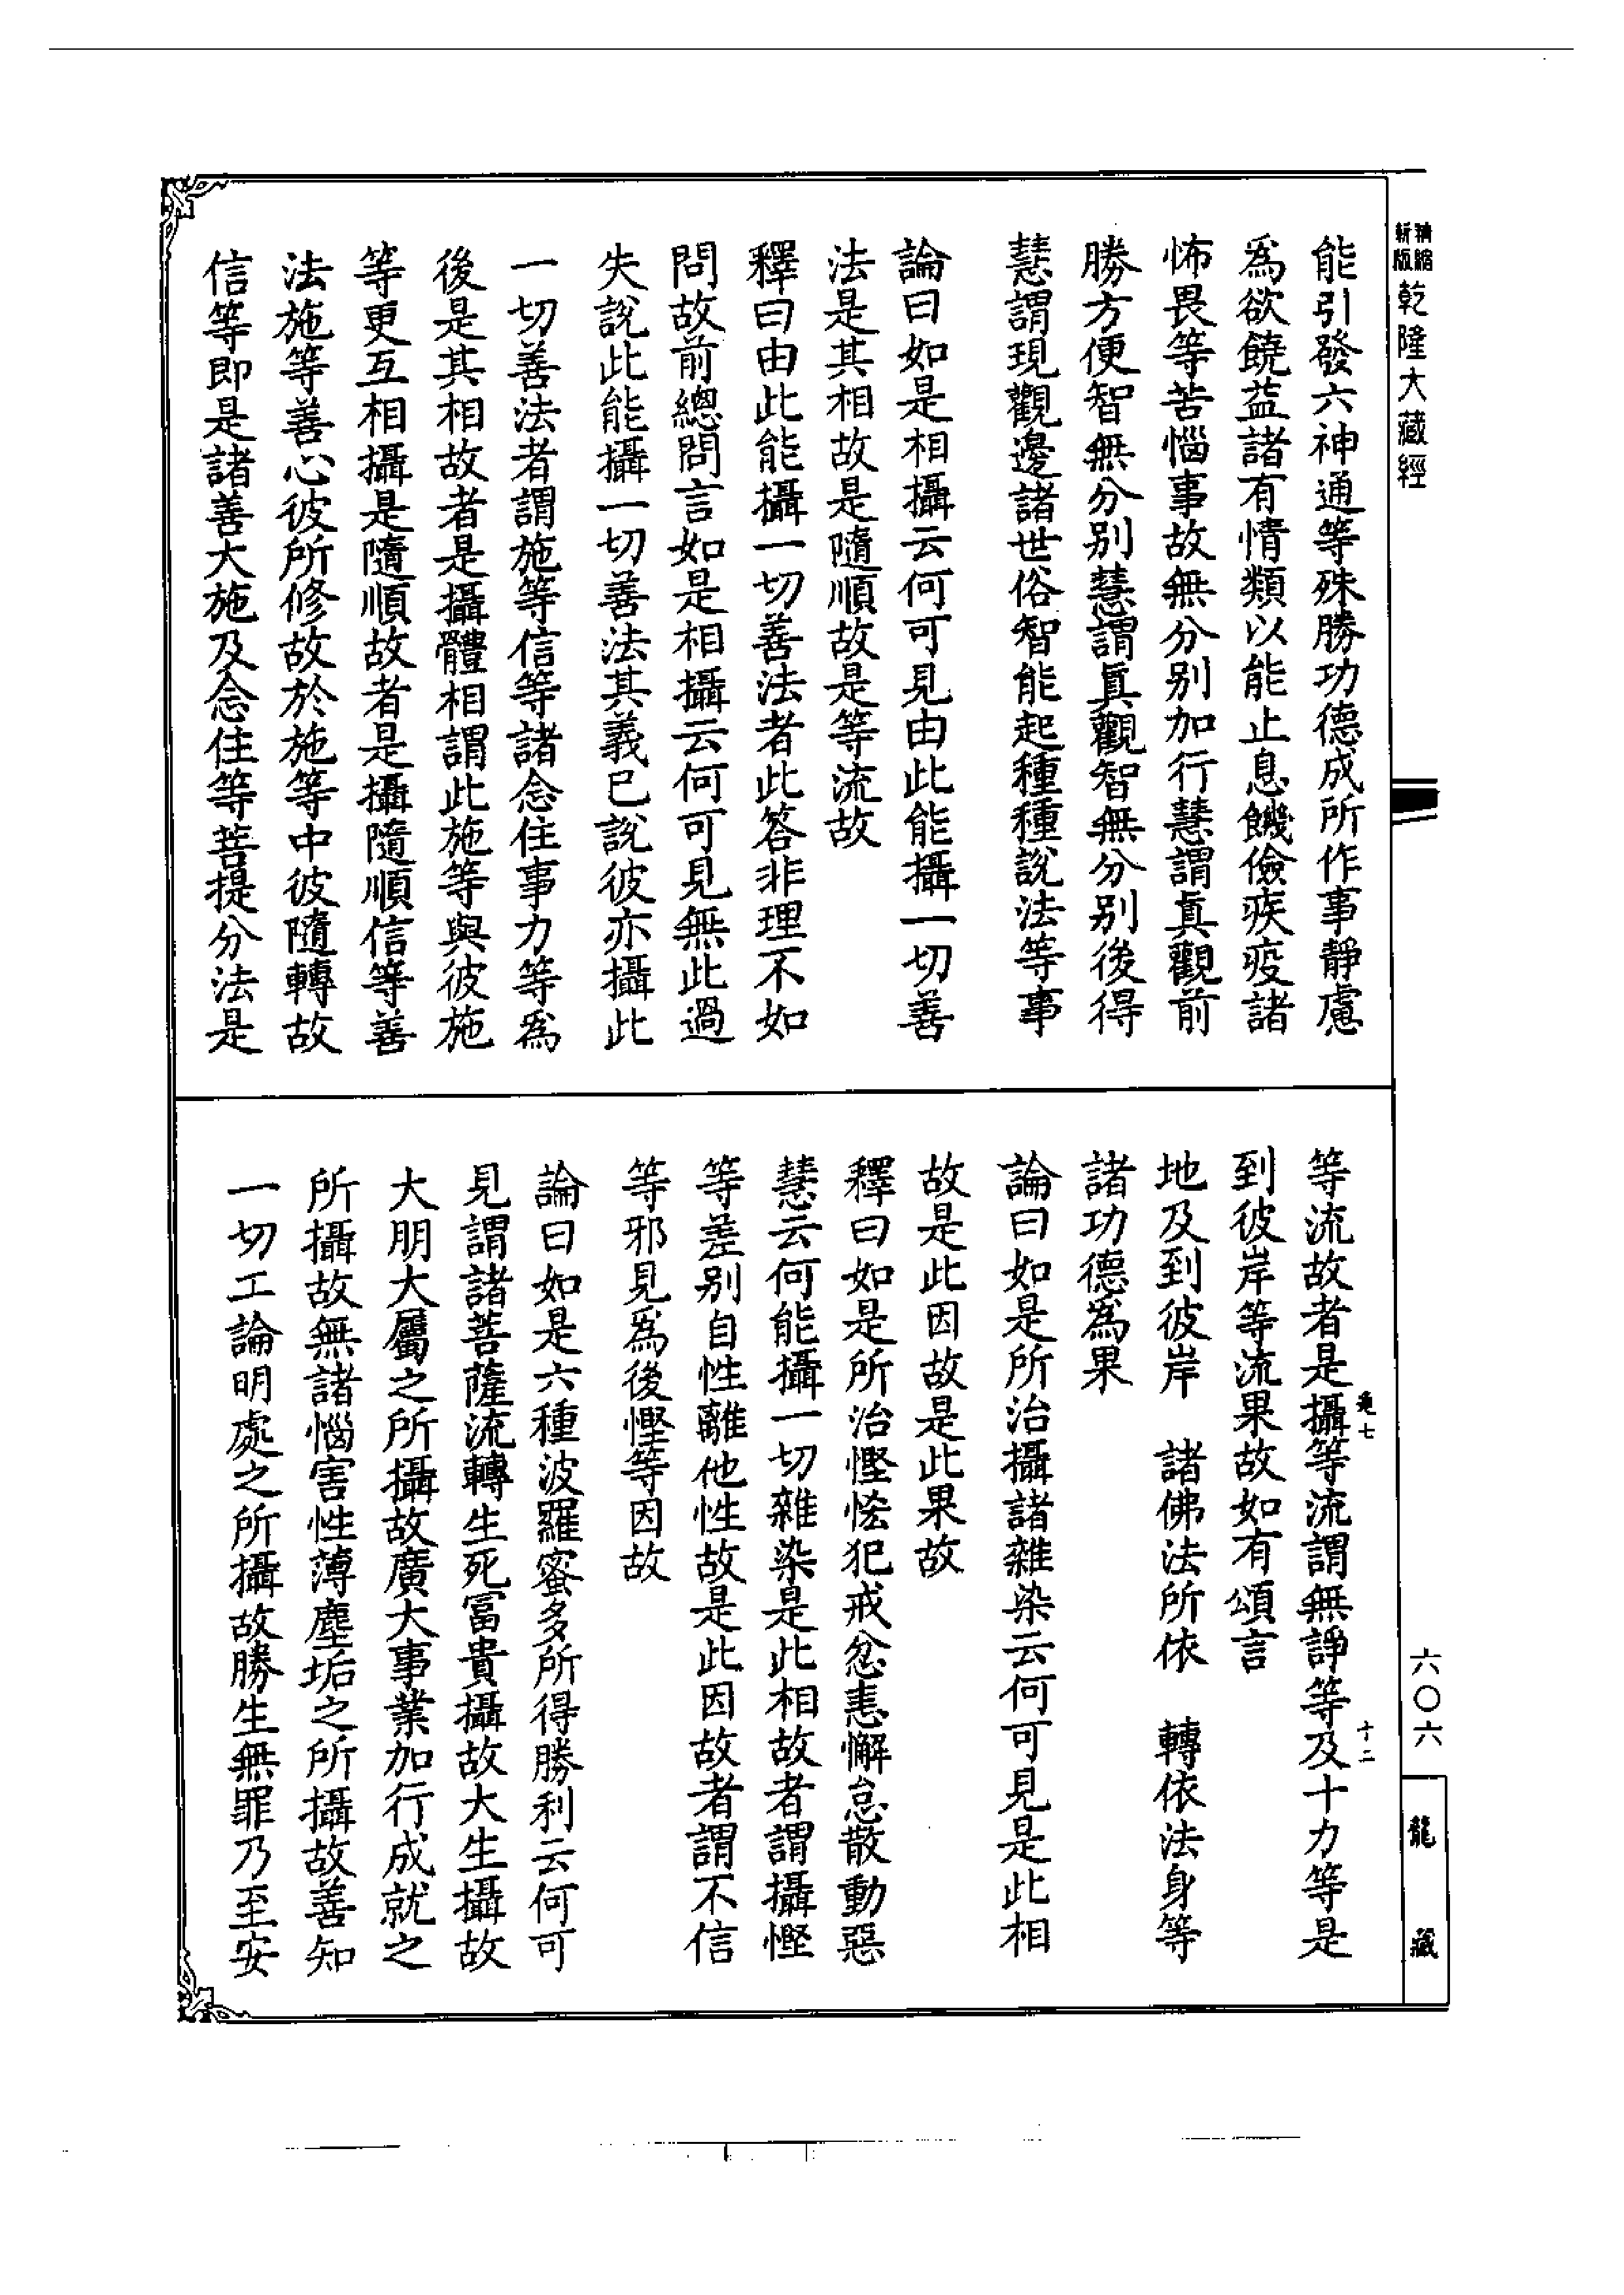 精縮
新版
乾隆大藏經
能引發六神通等殊勝功德成所作事靜慮
為欲饒益諸有情類以能止息饑儉疾疫諸
怖畏等苦惱事故無分别加行慧謂真觀前
勝方便智無分别慧謂真觀智無分别後得
慧謂現觀邊諸世俗智能起種種說法等事
論曰如是相攝云何可見由此能攝一切善
法是其相故是隨順故是等流故
釋曰由此能攝一切善法者此答非理不如
問故前總問言如是相攝云何可見無此過
失說此能攝一切善法其義已說彼亦攝此
一切善法者謂施等信等諸念住事力等為
後是其相故者是攝體相謂此施等與彼施
等更互相攝是隨順故者是攝隨順信等善
法施等善心彼所修故於施等中彼隨轉故
信等即是諸善大施及念住等菩提分法是
等流故者是攝等流謂無諍等及十力等是
到彼岸等流果故如有頌言
地及到彼岸　諸佛法所依　轉依法身等
諸功德為果
論曰如是所治攝諸雜染云何可見是此相
故是此因故是此果故
釋曰如是所治慳悋犯戒忿恚懈怠散動惡
慧云何能攝一切雜染是此相故者謂攝慳
等差别自性離他性故是此因故者謂不信
等邪見為後慳等因故
論曰如是六種波羅蜜多所得勝利云何可
見謂諸菩薩流轉生死富貴攝故大生攝故
大朋大屬之所攝故廣大事業加行成就之
所攝故無諸惱害性薄塵垢之所攝故善知
一切工論明處之所攝故勝生無罪乃至安
七
十二
六〇六
龍藏